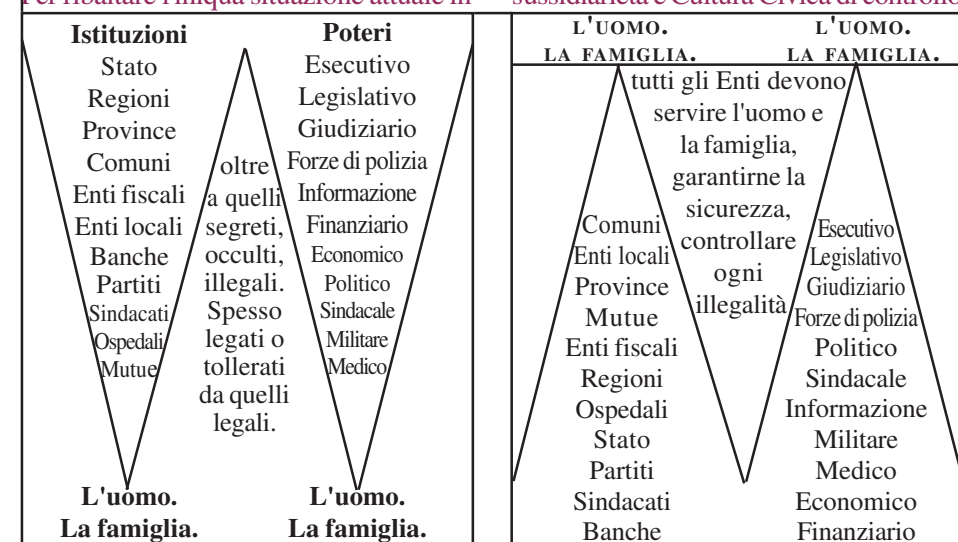 Per ribaltare l'iniqua situazione attuale in
Istituzioni
Stato
Regioni
Province
Comuni
Enti fiscali
Enti locali
Banche
Partiti
Sindacati
Ospedali
Mutue
L'uomo.
La famiglia.
oltre
a quelli
segreti,
occulti,
illegali.
Spesso
legati o
tollerati
da quelli
legali.
Poteri
Esecutivo
Legislativo
Giudiziario
Forze di polizia
Informazione
Finanziario
Economico
Politico
Sindacale
Militare
Medico
L'uomo.
La famiglia.
sussidiarietà e Cultura Civica di controllo
L'UOMO.
LA FAMIGLIA.
Comuni
Enti locali
Province
Mutue
Enti fiscali
Regioni
Ospedali
Stato
Partiti
Sindacati
Banche
tutti gli Enti devono
servire l'uomo e
la famiglia,
garantirne la
sicurezza,
controllare
ogni
illegalità
L'UOMO.
LA FAMIGLIA.
Esecutivo
Legislativo
Giudiziario
Forze di polizia
Politico
Sindacale
Informazione
Militare
Medico
Economico
Finanziario